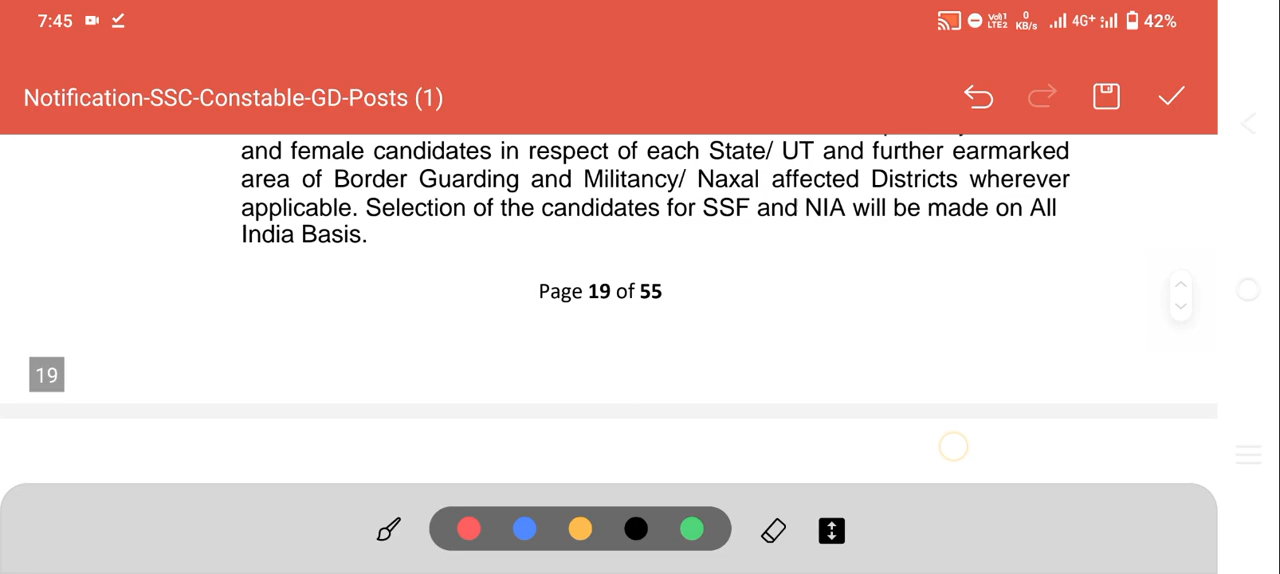 7:45
Vo)) 1 LTE2 0 KB/s 4G+ 42%
Notification-SSC-Constable-GD-Posts (1)
and female candidates in respect of each State/ UT and further earmarked
area of Border Guarding and Militancy/ Naxal affected Districts wherever
applicable. Selection of the candidates for SSF and NIA will be made on All
India Basis.
Page 19 of 55
19